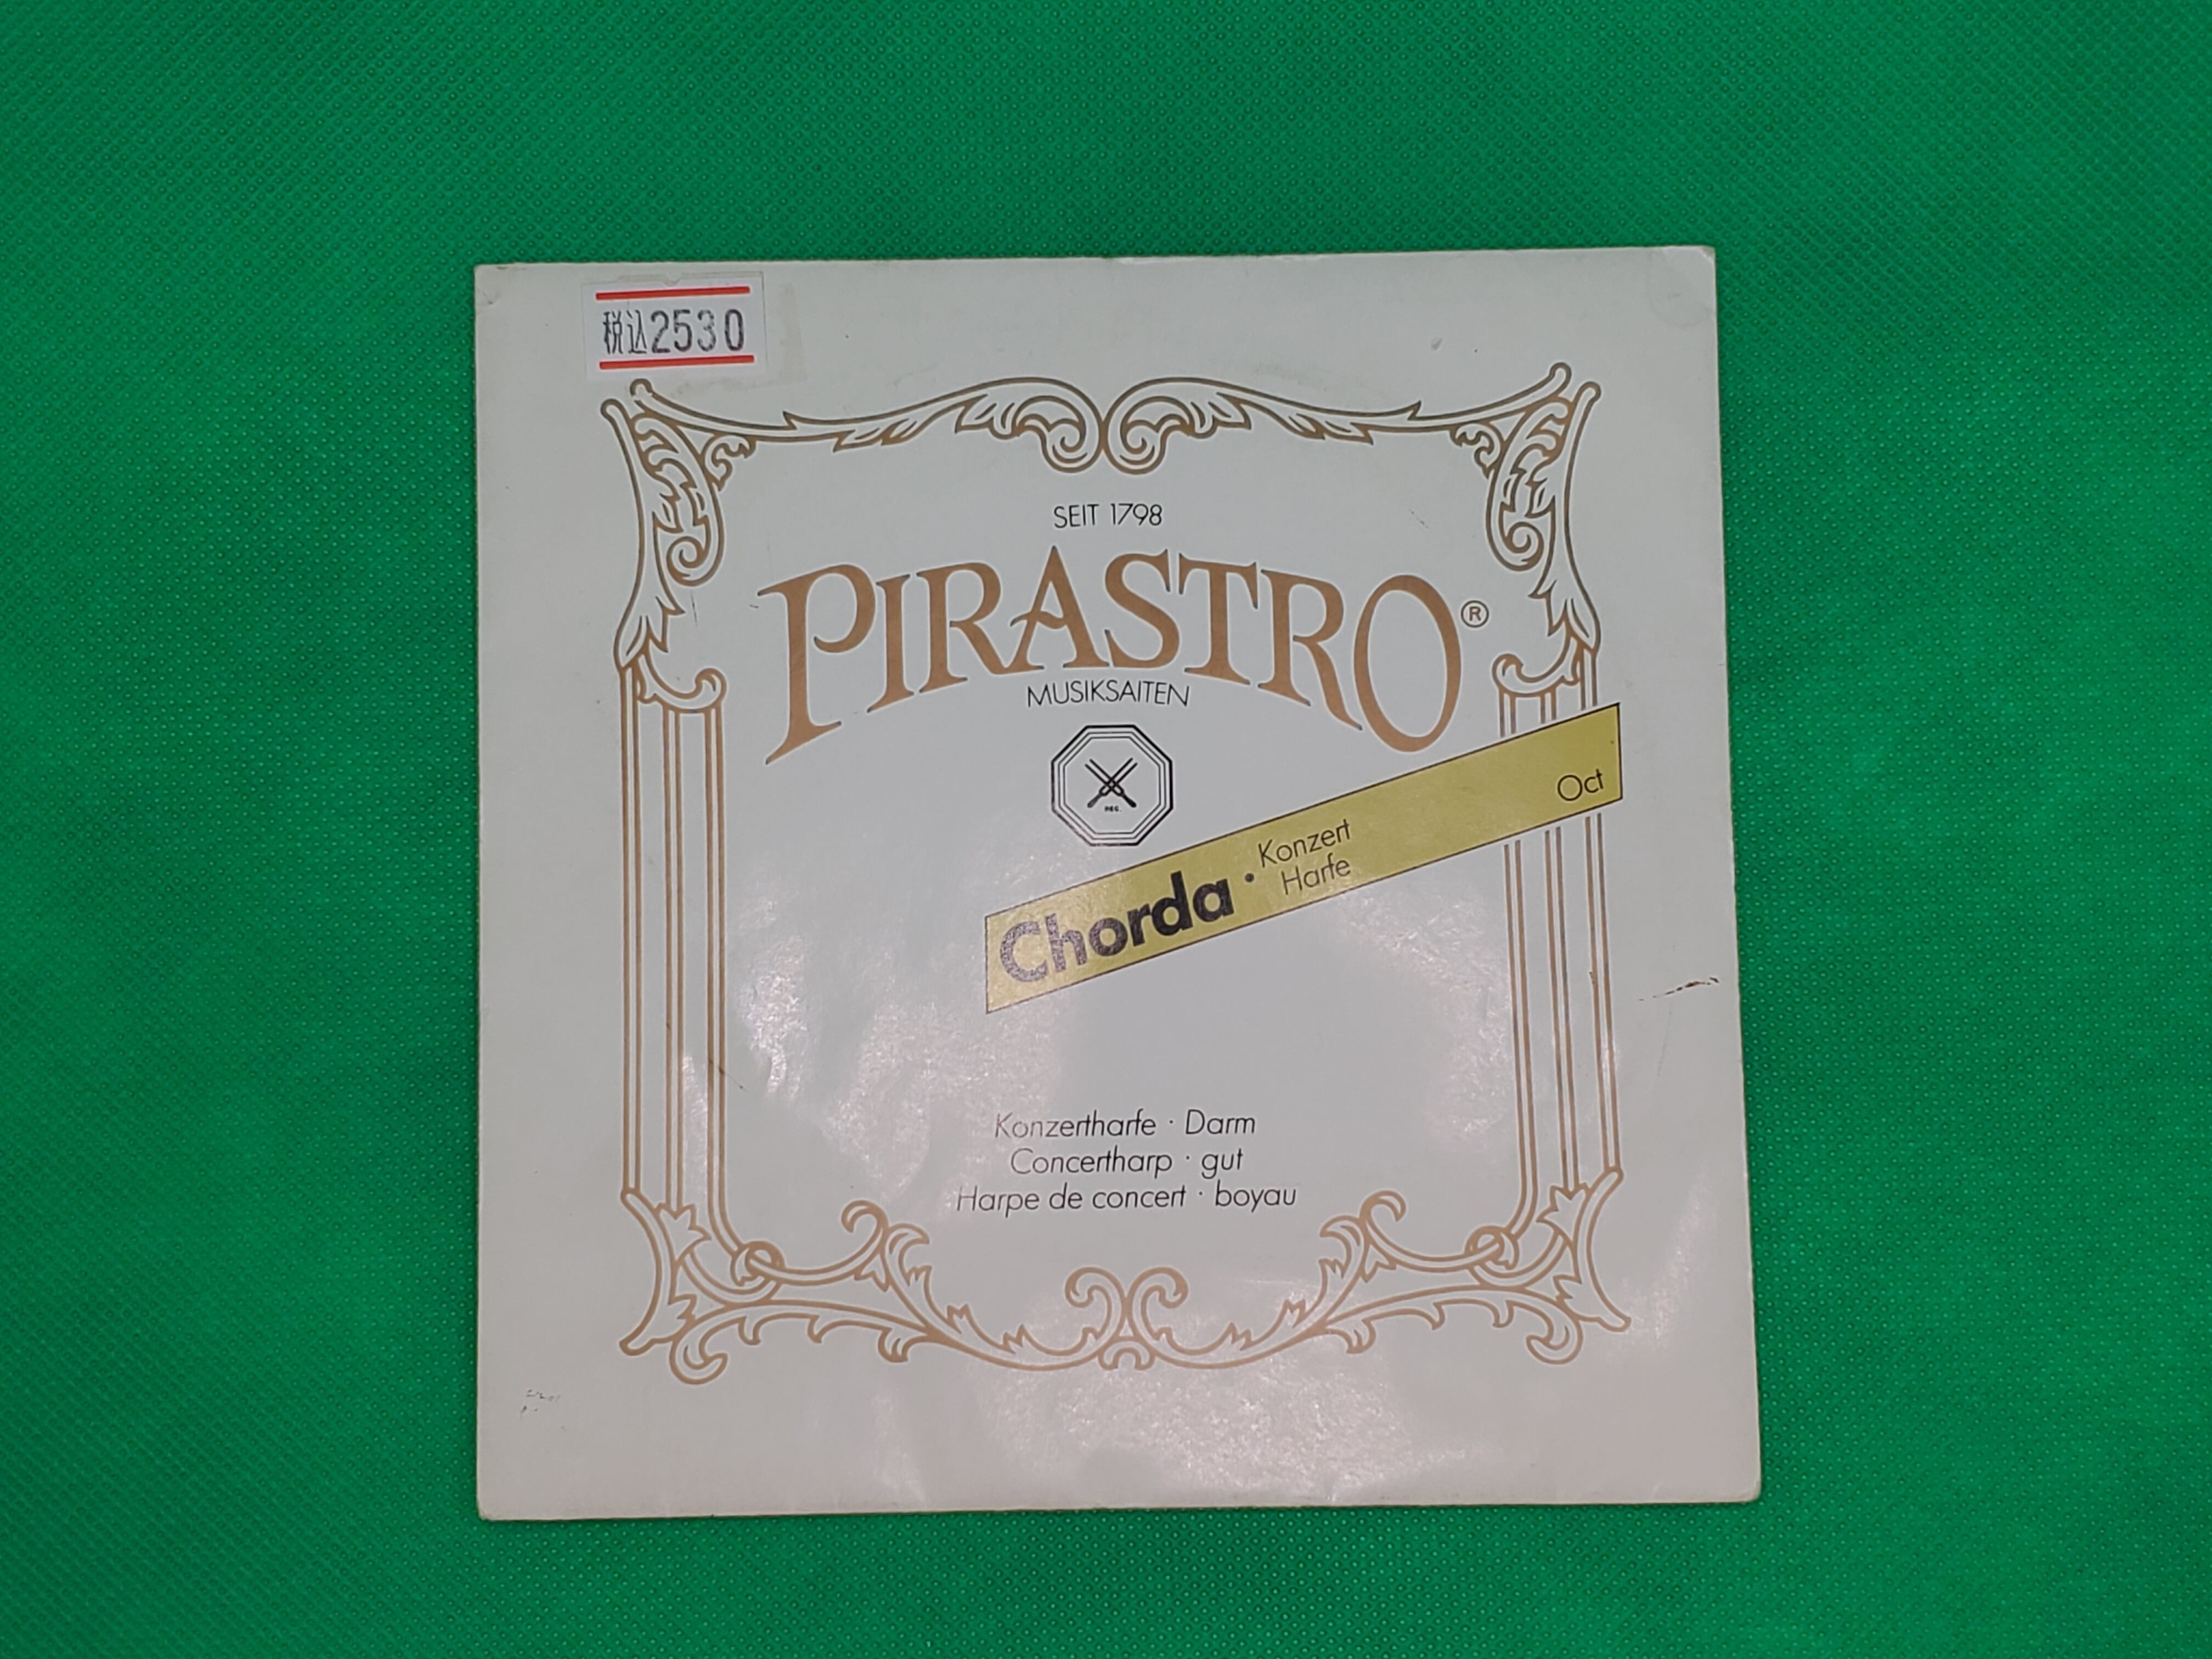 税込2530
SEIT 1798
PIRASTRO®
MUSIKSAITEN
REG.
Chorda · Konzert Harfe
Oct
Konzertharfe · Darm
Concertharp · gut
Harpe de concert · boyau